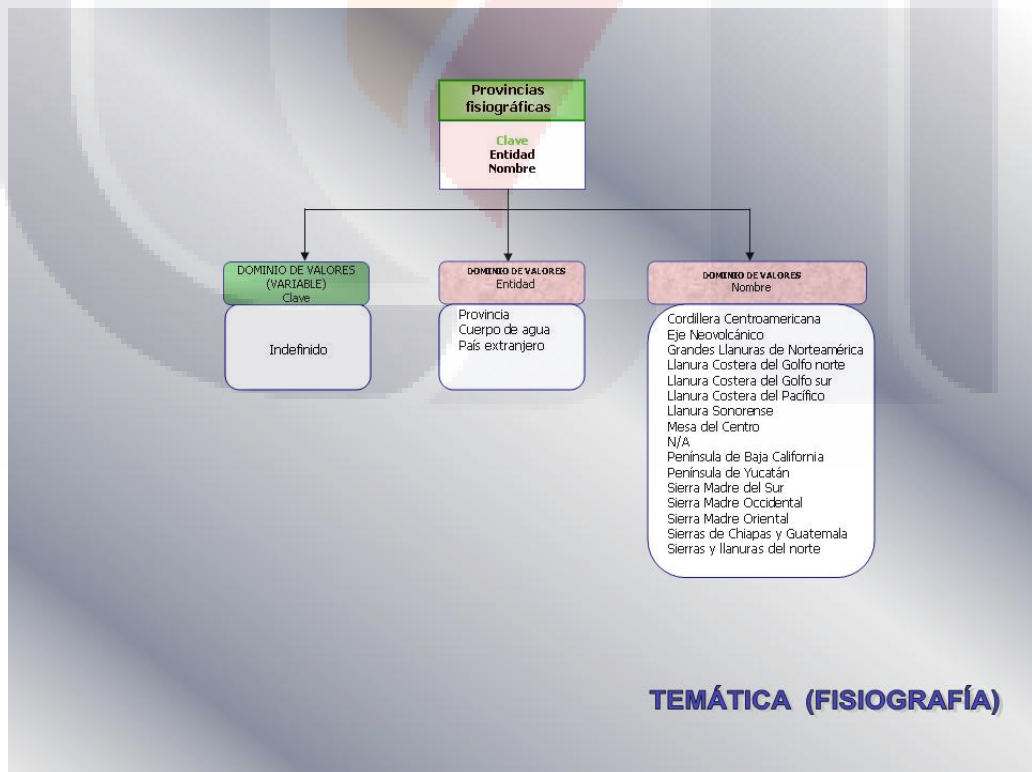 Provincias
fisiográficas
Clave
Entidad
Nombre
DOMINIO DE VALORES
(VARIABLE)
Clave
Indefinido
DOMINIO DE VALORES
Entidad
Provincia
Cuerpo de agua
País extranjero
DOMINIO DE VALORES
Nombre
Cordillera Centroamericana
Eje Neovolcánico
Grandes Llanuras de Norteamérica
Llanura Costera del Golfo norte
Llanura Costera del Golfo sur
Llanura Costera del Pacífico
Llanura Sonorense
Mesa del Centro
N/A
Península de Baja California
Península de Yucatán
Sierra Madre del Sur
Sierra Madre Occidental
Sierra Madre Oriental
Sierras de Chiapas y Guatemala
Sierras y llanuras del norte
TEMÁTICA (FISIOGRAFÍA)